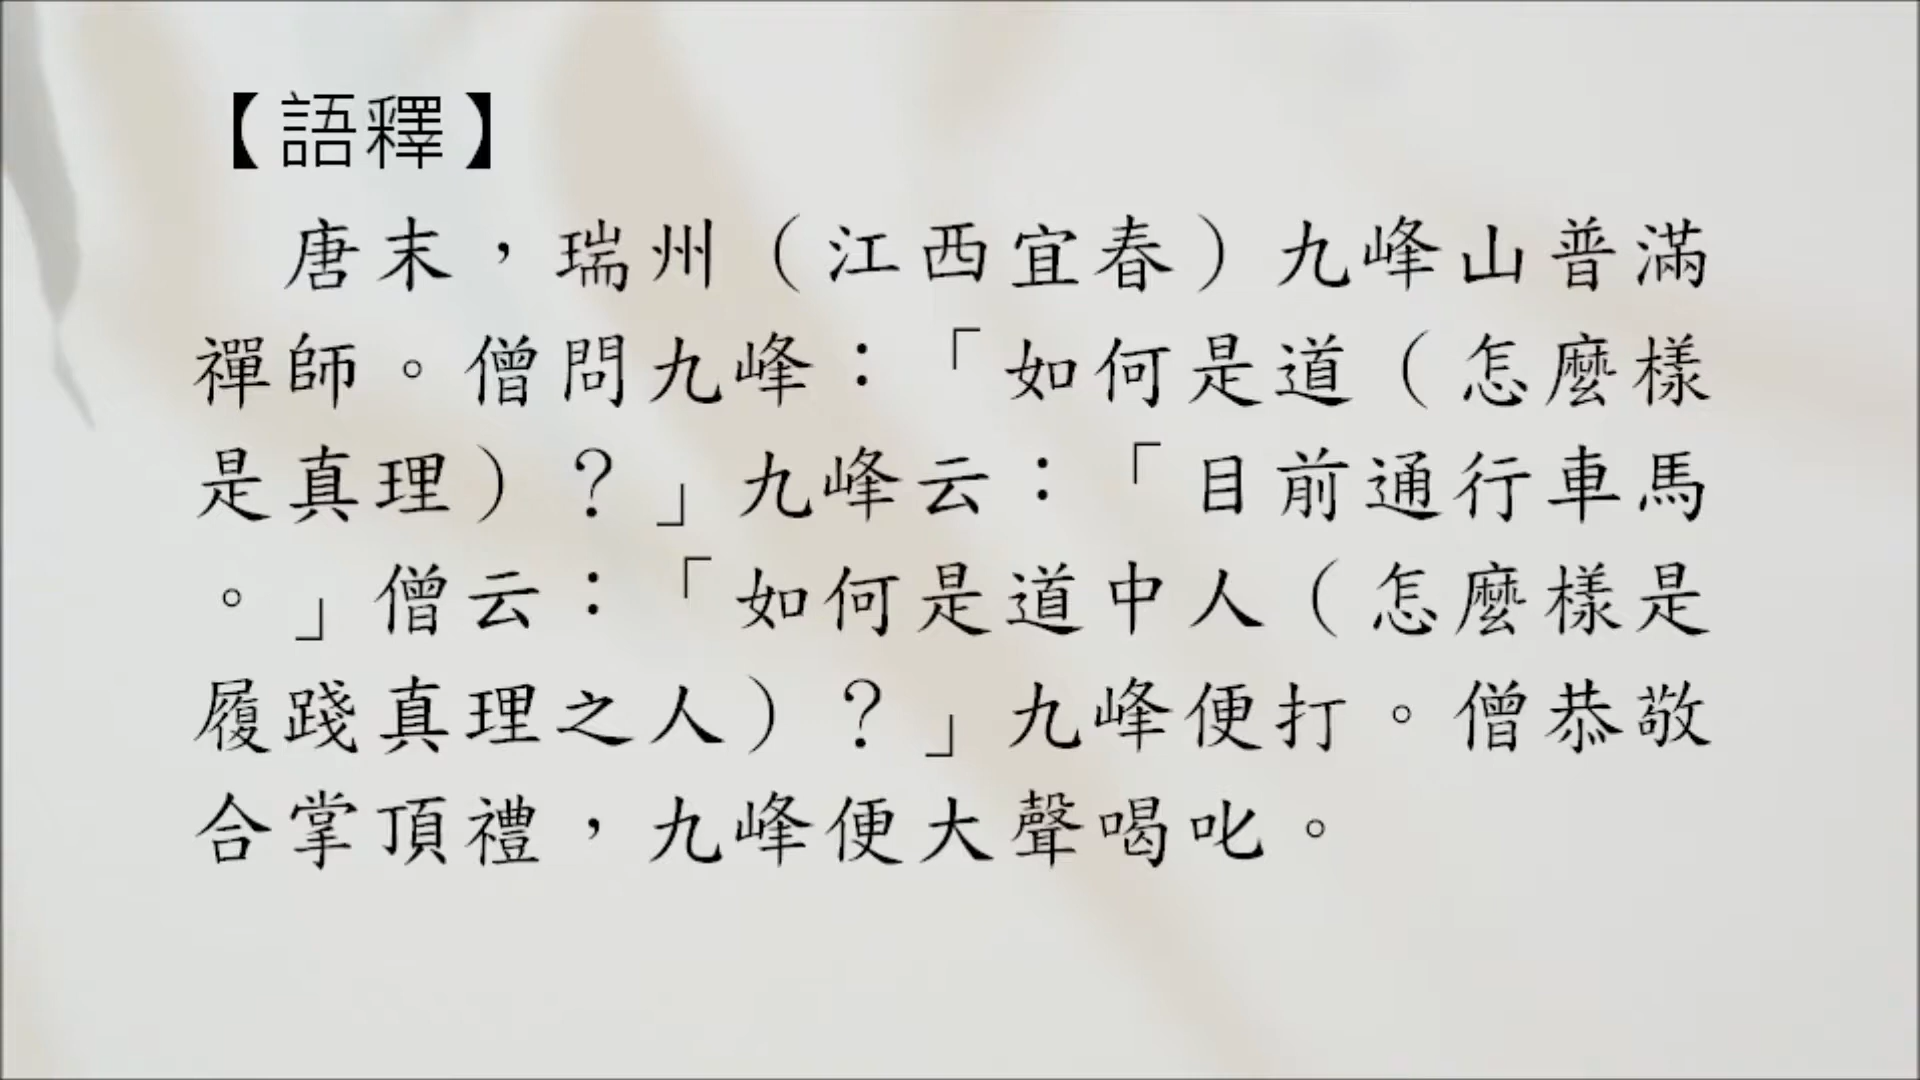 【語釋】
唐末，瑞州（江西宜春）九峰山普滿
禪師。僧問九峰：「如何是道（怎麼樣
是真理）？」九峰云：「目前通行車馬
。」僧云：「如何是道中人（怎麼樣是
履踐真理之人）？」九峰便打。僧恭敬
合掌頂禮，九峰便大聲喝叱。